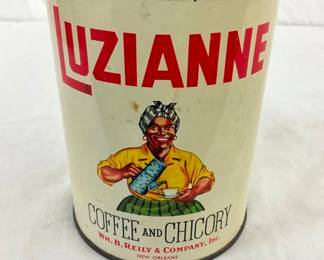 LUZIANNE
COFFEE AND CHICORY
WM. B. REILY & COMPANY, INC.
NEW ORLEANS